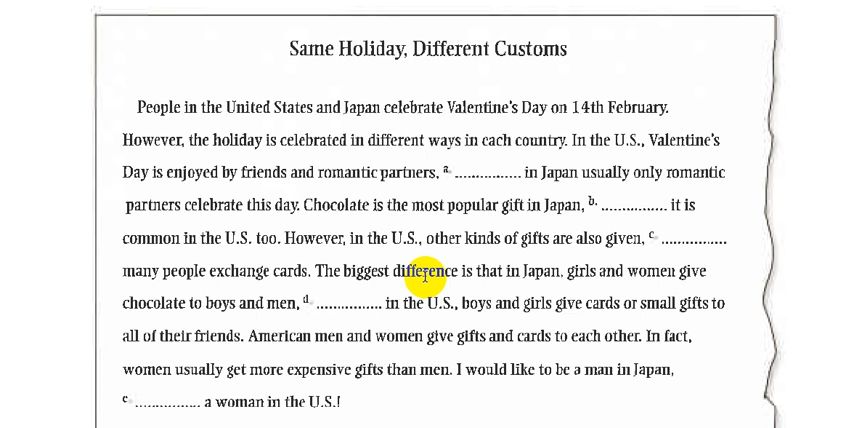 Same Holiday, Different Customs
People in the United States and Japan celebrate Valentine's Day on 14th February.
However, the holiday is celebrated in different ways in each country. In the U.S., Valentine's
Day is enjoyed by friends and romantic partners, a. ................ in Japan usually only romantic
partners celebrate this day. Chocolate is the most popular gift in Japan, b. ................ it is
common in the U.S. too. However, in the U.S., other kinds of gifts are also given, c. ................
many people exchange cards. The biggest difference is that in Japan, girls and women give
chocolate to boys and men, d. ................ in the U.S., boys and girls give cards or small gifts to
all of their friends. American men and women give gifts and cards to each other. In fact,
women usually get more expensive gifts than men. I would like to be a man in Japan,
e. ................ a woman in the U.S.!